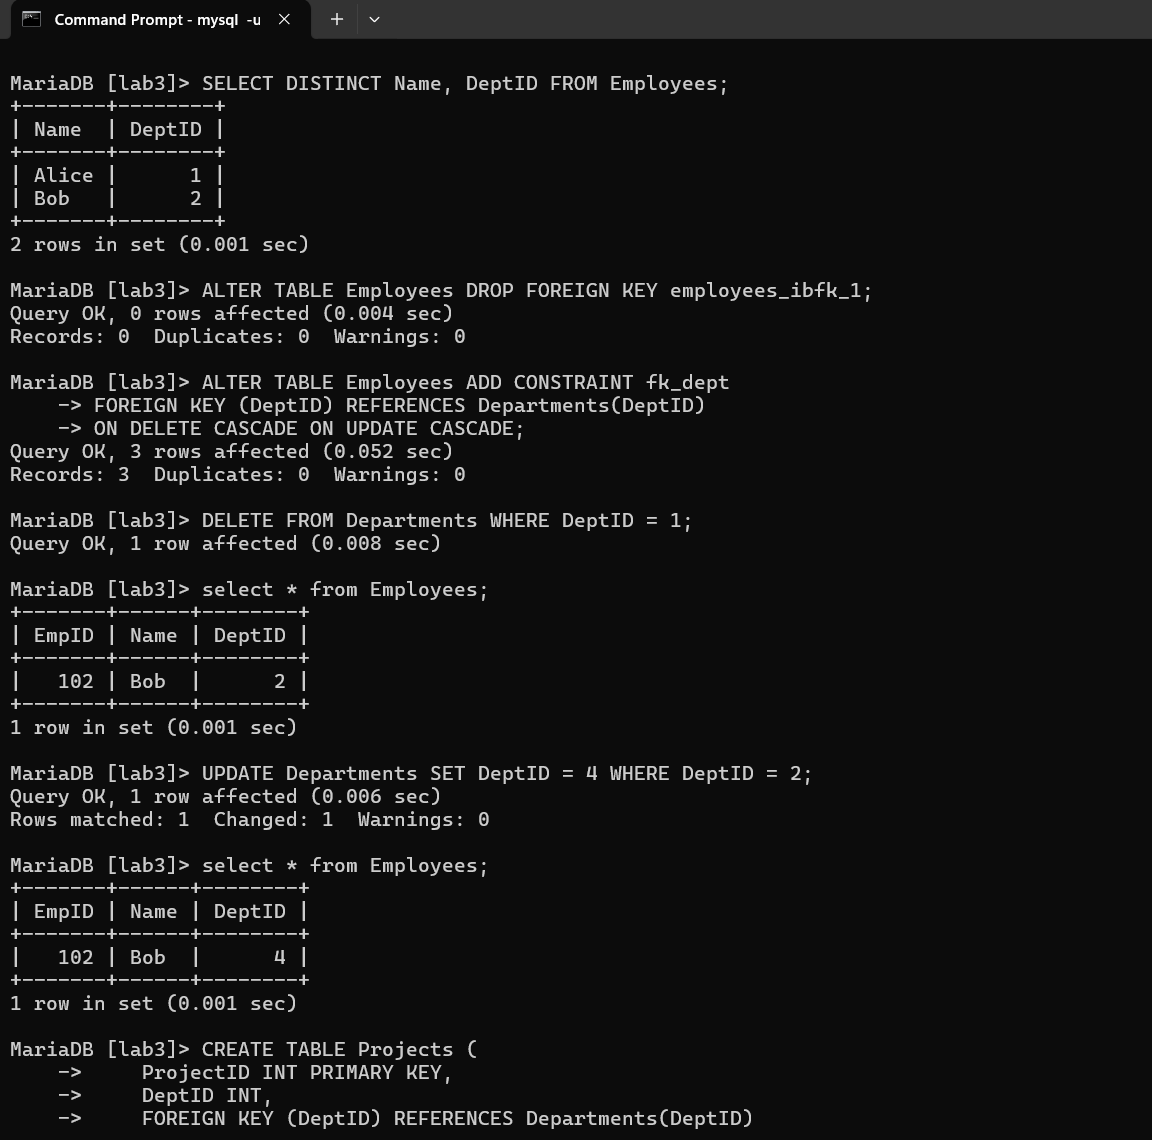 Command Prompt - mysql -u
MariaDB [lab3]> SELECT DISTINCT Name, DeptID FROM Employees;
+-------+--------+
| Name  | DeptID |
+-------+--------+
| Alice |      1 |
| Bob   |      2 |
+-------+--------+
2 rows in set (0.001 sec)

MariaDB [lab3]> ALTER TABLE Employees DROP FOREIGN KEY employees_ibfk_1;
Query OK, 0 rows affected (0.004 sec)
Records: 0  Duplicates: 0  Warnings: 0

MariaDB [lab3]> ALTER TABLE Employees ADD CONSTRAINT fk_dept
    -> FOREIGN KEY (DeptID) REFERENCES Departments(DeptID)
    -> ON DELETE CASCADE ON UPDATE CASCADE;
Query OK, 3 rows affected (0.052 sec)
Records: 3  Duplicates: 0  Warnings: 0

MariaDB [lab3]> DELETE FROM Departments WHERE DeptID = 1;
Query OK, 1 row affected (0.008 sec)

MariaDB [lab3]> select * from Employees;
+-------+------+--------+
| EmpID | Name | DeptID |
+-------+------+--------+
|   102 | Bob  |      2 |
+-------+------+--------+
1 row in set (0.001 sec)

MariaDB [lab3]> UPDATE Departments SET DeptID = 4 WHERE DeptID = 2;
Query OK, 1 row affected (0.006 sec)
Rows matched: 1  Changed: 1  Warnings: 0

MariaDB [lab3]> select * from Employees;
+-------+------+--------+
| EmpID | Name | DeptID |
+-------+------+--------+
|   102 | Bob  |      4 |
+-------+------+--------+
1 row in set (0.001 sec)

MariaDB [lab3]> CREATE TABLE Projects (
    ->     ProjectID INT PRIMARY KEY,
    ->     DeptID INT,
    ->     FOREIGN KEY (DeptID) REFERENCES Departments(DeptID)